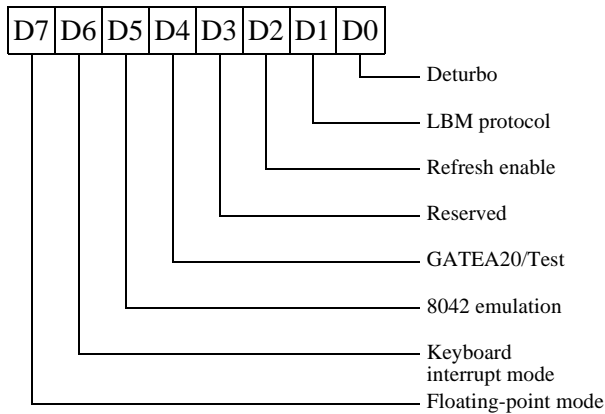 D7 D6 D5 D4 D3 D2 D1 D0
Deturbo
LBM protocol
Refresh enable
Reserved
GATEA20/Test
8042 emulation
Keyboard
interrupt mode
Floating-point mode